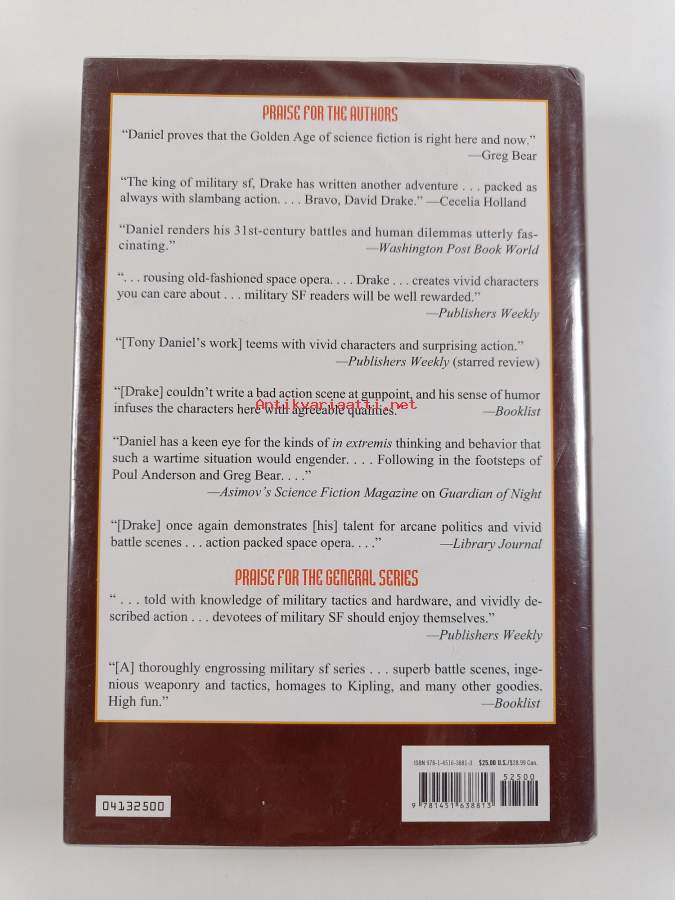 PRAISE FOR THE AUTHORS
“Daniel proves that the Golden Age of science fiction is right here and now.”
—Greg Bear
“The king of military sf, Drake has written another adventure . . . packed as
always with slambang action. . . . Bravo, David Drake.” —Cecelia Holland
“Daniel renders his 31st-century battles and human dilemmas utterly fas-
cinating.” —Washington Post Book World
“. . . rousing old-fashioned space opera. . . . Drake . . . creates vivid characters
you can care about . . . military SF readers will be well rewarded.”
—Publishers Weekly
“[Tony Daniel’s work] teems with vivid characters and surprising action.”
—Publishers Weekly (starred review)
“[Drake] couldn’t write a bad action scene at gunpoint, and his sense of humor
infuses the characters here with agreeable qualities.” —Booklist
Antikvariaatti.net
“Daniel has a keen eye for the kinds of in extremis thinking and behavior that
such a wartime situation would engender. . . . Following in the footsteps of
Poul Anderson and Greg Bear. . . .”
—Asimov’s Science Fiction Magazine on Guardian of Night
“[Drake] once again demonstrates [his] talent for arcane politics and vivid
battle scenes . . . action packed space opera. . . .” —Library Journal
PRAISE FOR THE GENERAL SERIES
“ . . . told with knowledge of military tactics and hardware, and vividly de-
scribed action . . . devotees of military SF should enjoy themselves.”
—Publishers Weekly
“[A] thoroughly engrossing military sf series . . . superb battle scenes, inge-
nious weaponry and tactics, homages to Kipling, and many other goodies.
High fun.” —Booklist
ISBN 978-1-4516-3881-3 $25.00 U.S./$28.99 Can.
52500
9 781451 638813
04132500